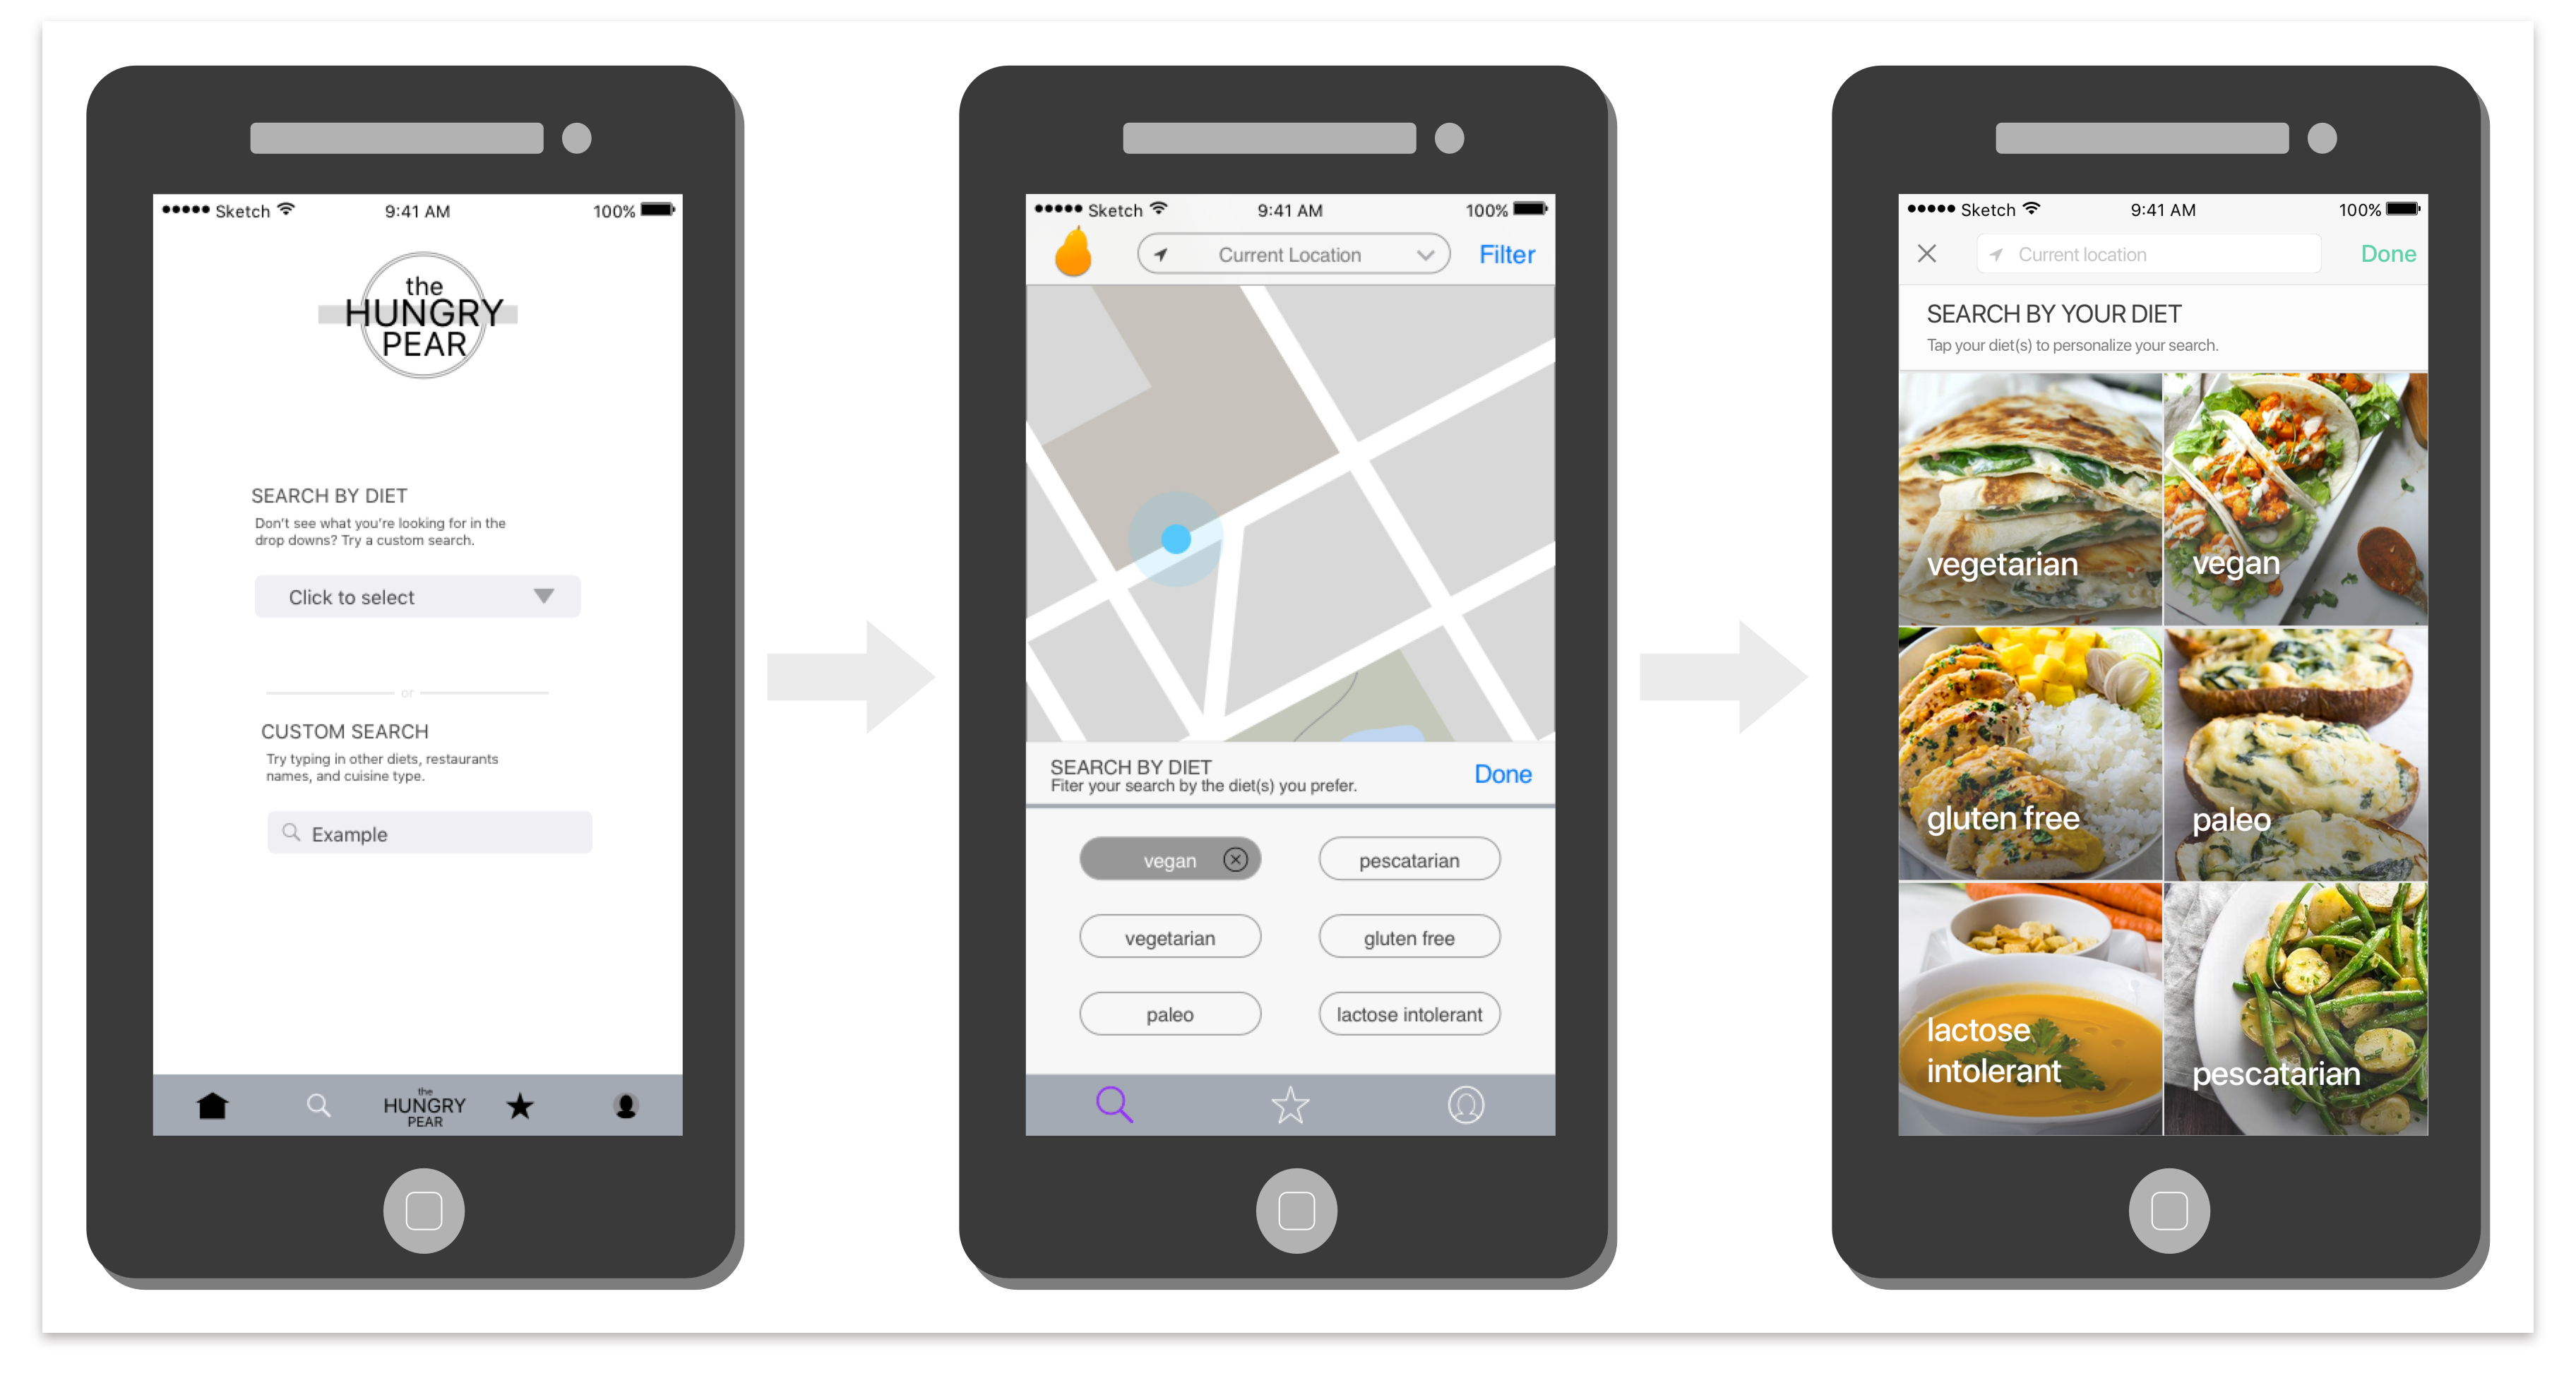 Sketch 9:41 AM 100%
the
HUNGRY
PEAR
SEARCH BY DIET
Don't see what you're looking for in the
drop downs? Try a custom search.
Click to select
or
CUSTOM SEARCH
Try typing in other diets, restaurants
names, and cuisine type.
Example
the
HUNGRY
PEAR
Sketch 9:41 AM 100%
Current Location Filter
SEARCH BY DIET
Fiter your search by the diet(s) you prefer.
Done
vegan pescatarian
vegetarian gluten free
paleo lactose intolerant
Sketch 9:41 AM 100%
Current location Done
SEARCH BY YOUR DIET
Tap your diet(s) to personalize your search.
vegetarian vegan
gluten free paleo
lactose
intolerant
pescatarian